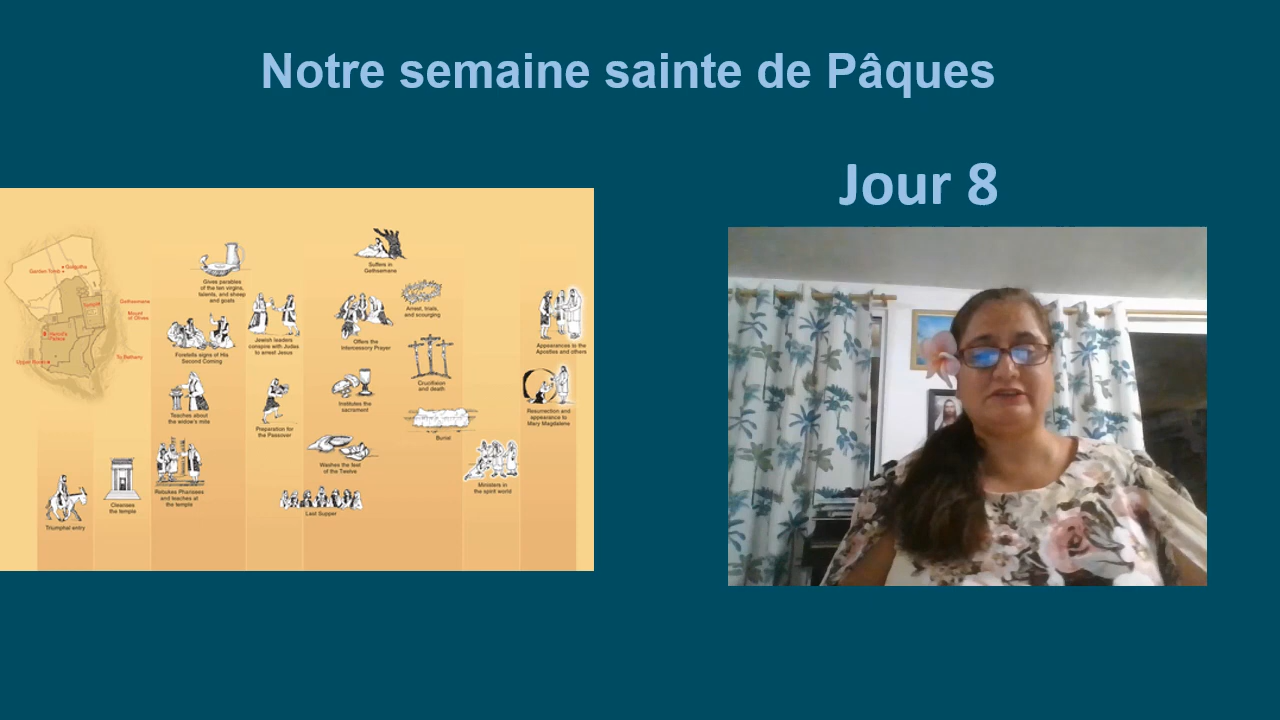 Notre semaine sainte de Pâques
Jour 8
Golgotha
Garden Tomb
Temple
Gethsemane
Mount
of Olives
Herod's
Palace
To Bethany
Upper Room
Triumphal entry
Cleanses
the temple
Gives parables
of the ten virgins,
talents, and sheep
and goats
Foretells signs of His
Second Coming
Teaches about
the widow's mite
Rebukes Pharisees
and teaches at
the temple
Jewish leaders
conspire with Judas
to arrest Jesus
Preparation for
the Passover
Suffers in
Gethsemane
Offers the
Intercessory Prayer
Institutes the
sacrament
Washes the feet
of the Twelve
Last Supper
Arrest, trials,
and scourging
Crucifixion
and death
Burial
Ministers in
the spirit world
Appearances to the
Apostles and others
Resurrection and
appearance to
Mary Magdalene